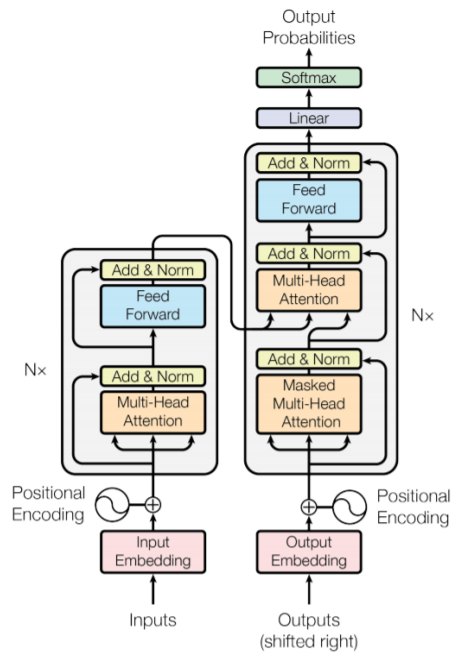 Output
Probabilities
Softmax
Linear
Add & Norm
Feed
Forward
Add & Norm
Multi-Head
Attention
Add & Norm
Masked
Multi-Head
Attention
Nx
Add & Norm
Feed
Forward
Add & Norm
Multi-Head
Attention
N×
Positional
Encoding
Input
Embedding
Inputs
Positional
Encoding
Output
Embedding
Outputs
(shifted right)